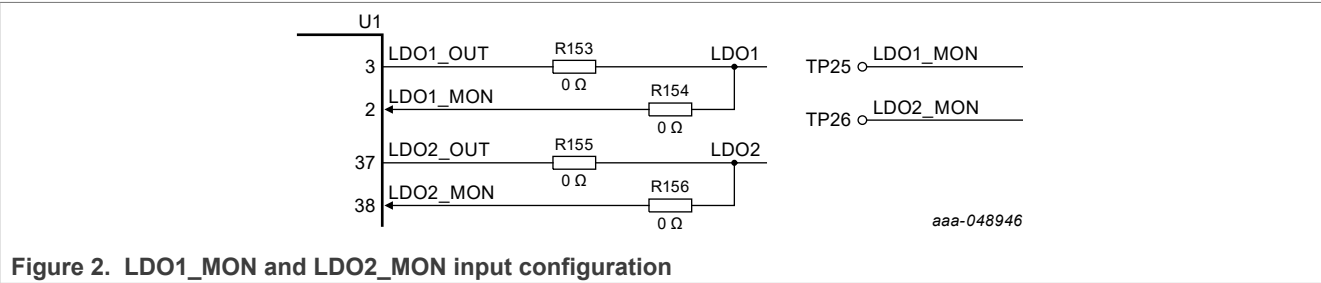 U1
LDO1_OUT R153 LDO1
3
0 Ω
LDO1_MON R154
2
0 Ω
LDO2_OUT R155 LDO2
37
0 Ω
LDO2_MON R156
38
0 Ω
TP25 LDO1_MON
TP26 LDO2_MON
aaa-048946
Figure 2. LDO1_MON and LDO2_MON input configuration